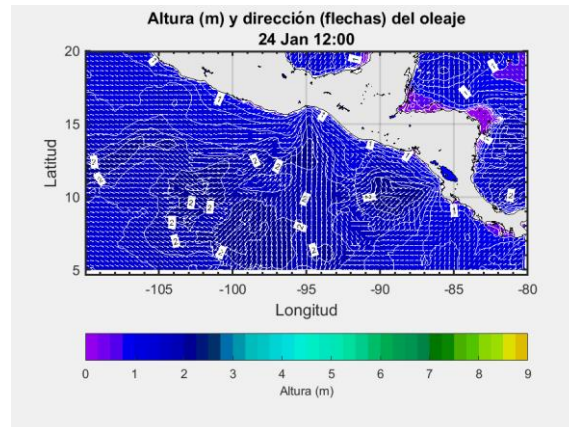 Altura (m) y dirección (flechas) del oleaje
24 Jan 12:00
Latitud
20
15
10
5
-105 -100 -95 -90 -85 -80
Longitud
0 1 2 3 4 5 6 7 8 9
Altura (m)